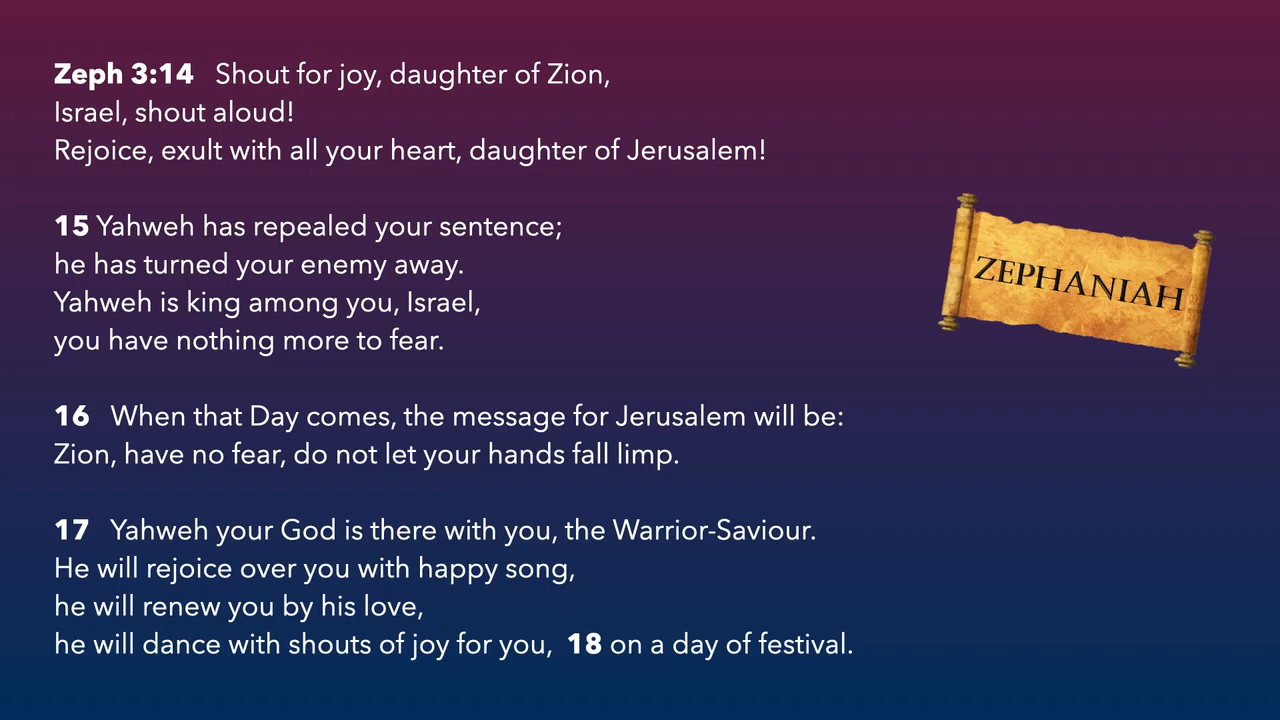 Zeph 3:14 Shout for joy, daughter of Zion,
Israel, shout aloud!
Rejoice, exult with all your heart, daughter of Jerusalem!
15 Yahweh has repealed your sentence;
he has turned your enemy away.
Yahweh is king among you, Israel,
you have nothing more to fear.
16 When that Day comes, the message for Jerusalem will be:
Zion, have no fear, do not let your hands fall limp.
17 Yahweh your God is there with you, the Warrior-Saviour.
He will rejoice over you with happy song,
he will renew you by his love,
he will dance with shouts of joy for you, 18 on a day of festival.
ZEPHANIAH